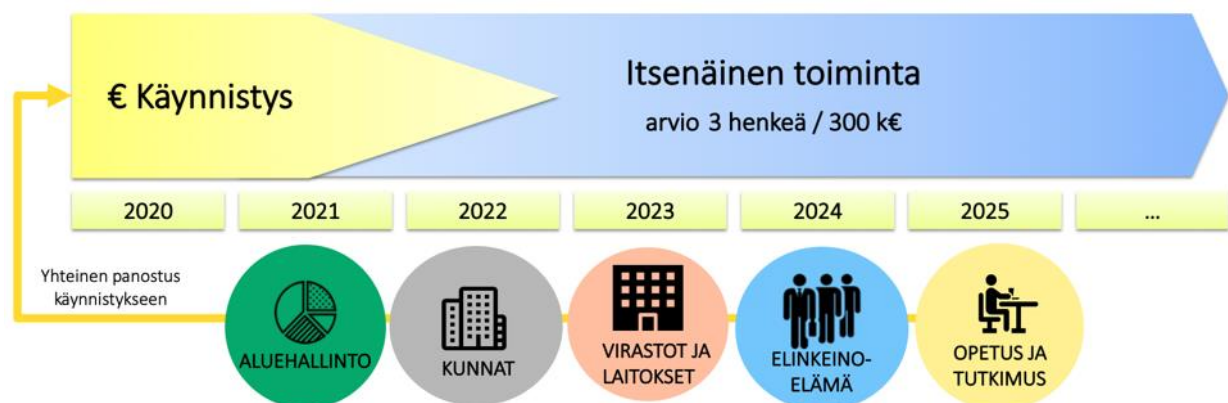 € Käynnistys
Itsenäinen toiminta
arvio 3 henkeä / 300 k€
2020
2021
2022
2023
2024
2025
...
Yhteinen panostus
käynnistykseen
ALUEHALLINTO
KUNNAT
VIRASTOT JA
LAITOKSET
ELINKEINO-
ELÄMÄ
OPETUS JA
TUTKIMUS